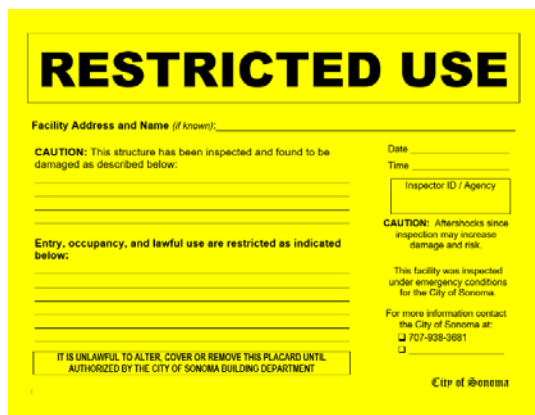 RESTRICTED USE
Facility Address and Name (if known):
CAUTION: This structure has been inspected and found to be
damaged as described below:
Entry, occupancy, and lawful use are restricted as indicated
below:
IT IS UNLAWFUL TO ALTER, COVER OR REMOVE THIS PLACARD UNTIL
AUTHORIZED BY THE CITY OF SONOMA BUILDING DEPARTMENT
Date
Time
Inspector ID / Agency
CAUTION: Aftershocks since
inspection may increase
damage and risk.
This facility was inspected
under emergency conditions
for the City of Sonoma.
For more information contact
the City of Sonoma at:
❑ 707-938-3681
❑
City of Sonoma